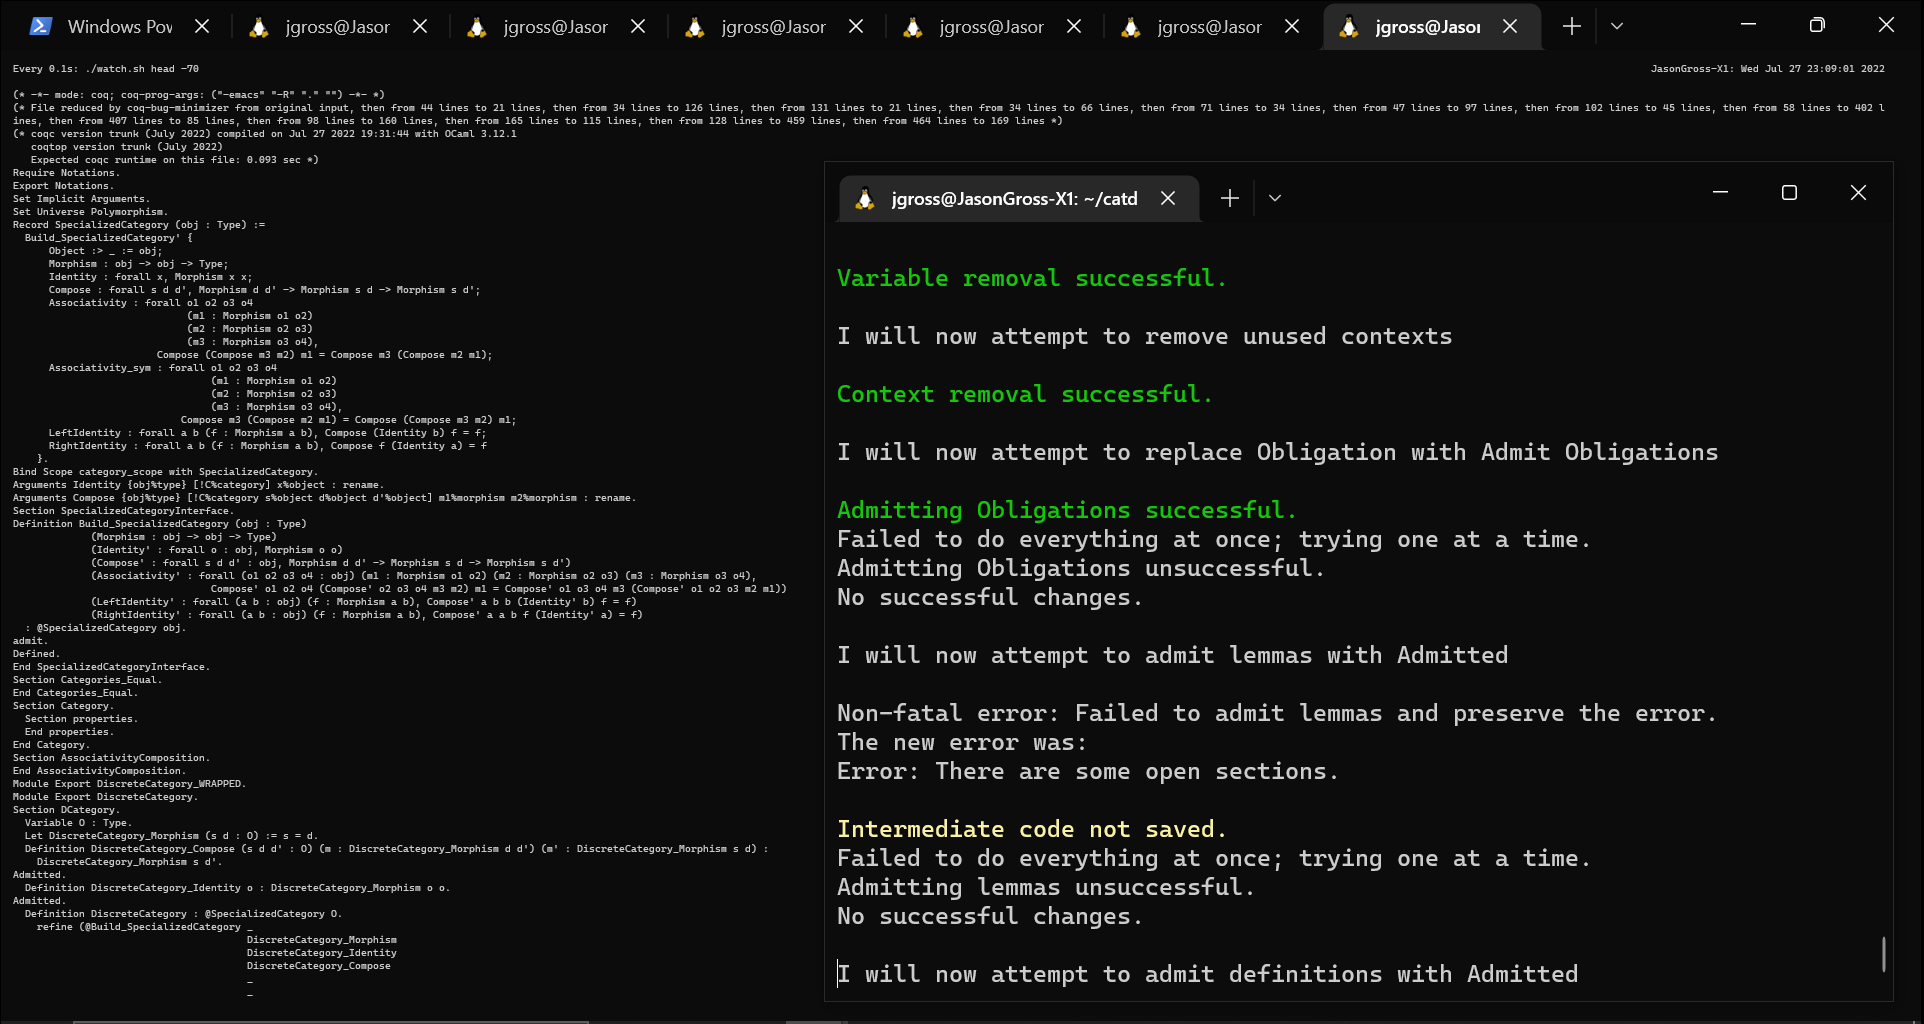 Windows Pow
jgross@Jason
jgross@Jason
jgross@Jason
jgross@Jason
jgross@Jason
jgross@Jason
Every 0.1s: ./watch.sh head -70
JasonGross-X1: Wed Jul 27 23:09:01 2022
(* -*- mode: coq; coq-prog-args: ("-emacs" "-R" "." "") -*- *)
(* File reduced by coq-bug-minimizer from original input, then from 44 lines to 21 lines, then from 34 lines to 126 lines, then from 131 lines to 21 lines, then from 34 lines to 66 lines, then from 71 lines to 34 lines, then from 47 lines to 97 lines, then from 102 lines to 45 lines, then from 58 lines to 402 l
ines, then from 407 lines to 85 lines, then from 98 lines to 160 lines, then from 165 lines to 115 lines, then from 128 lines to 459 lines, then from 464 lines to 169 lines *)
(* coqc version trunk (July 2022) compiled on Jul 27 2022 19:31:44 with OCaml 3.12.1
coqtop version trunk (July 2022)
Expected coqc runtime on this file: 0.093 sec *)
Require Notations.
Export Notations.
Set Implicit Arguments.
Set Universe Polymorphism.
Record SpecializedCategory (obj : Type) :=
Build_SpecializedCategory' {
Object :> _ := obj;
Morphism : obj -> obj -> Type;
Identity : forall x, Morphism x x;
Compose : forall s d d', Morphism d d' -> Morphism s d -> Morphism s d';
Associativity : forall o1 o2 o3 o4
(m1 : Morphism o1 o2)
(m2 : Morphism o2 o3)
(m3 : Morphism o3 o4),
Compose (Compose m3 m2) m1 = Compose m3 (Compose m2 m1);
Associativity_sym : forall o1 o2 o3 o4
(m1 : Morphism o1 o2)
(m2 : Morphism o2 o3)
(m3 : Morphism o3 o4),
Compose m3 (Compose m2 m1) = Compose (Compose m3 m2) m1;
LeftIdentity : forall a b (f : Morphism a b), Compose (Identity b) f = f;
RightIdentity : forall a b (f : Morphism a b), Compose f (Identity a) = f
}.
Bind Scope category_scope with SpecializedCategory.
Arguments Identity {obj%type} [!C%category] x%object : rename.
Arguments Compose {obj%type} [!C%category s%object d%object d'%object] m1%morphism m2%morphism : rename.
Section SpecializedCategoryInterface.
Definition Build_SpecializedCategory (obj : Type)
(Morphism : obj -> obj -> Type)
(Identity' : forall o : obj, Morphism o o)
(Compose' : forall s d d' : obj, Morphism d d' -> Morphism s d -> Morphism s d')
(Associativity' : forall (o1 o2 o3 o4 : obj) (m1 : Morphism o1 o2) (m2 : Morphism o2 o3) (m3 : Morphism o3 o4),
Compose' o1 o2 o4 (Compose' o2 o3 o4 m3 m2) m1 = Compose' o1 o3 o4 m3 (Compose' o1 o2 o3 m2 m1))
(LeftIdentity' : forall (a b : obj) (f : Morphism a b), Compose' a b b (Identity' b) f = f)
(RightIdentity' : forall (a b : obj) (f : Morphism a b), Compose' a a b f (Identity' a) = f)
: @SpecializedCategory obj.
admit.
Defined.
End SpecializedCategoryInterface.
Section Categories_Equal.
End Categories_Equal.
Section Category.
Section properties.
End properties.
End Category.
Section AssociativityComposition.
End AssociativityComposition.
Module Export DiscreteCategory_WRAPPED.
Module Export DiscreteCategory.
Section DCategory.
Variable O : Type.
Let DiscreteCategory_Morphism (s d : O) := s = d.
Definition DiscreteCategory_Compose (s d d' : O) (m : DiscreteCategory_Morphism d d') (m' : DiscreteCategory_Morphism s d) :
DiscreteCategory_Morphism s d'.
Admitted.
Definition DiscreteCategory_Identity o : DiscreteCategory_Morphism o o.
Admitted.
Definition DiscreteCategory : @SpecializedCategory O.
refine (@Build_SpecializedCategory _
DiscreteCategory_Morphism
DiscreteCategory_Identity
DiscreteCategory_Compose
_
_
jgross@JasonGross-X1: ~/catd
Variable removal successful.
I will now attempt to remove unused contexts
Context removal successful.
I will now attempt to replace Obligation with Admit Obligations
Admitting Obligations successful.
Failed to do everything at once; trying one at a time.
Admitting Obligations unsuccessful.
No successful changes.
I will now attempt to admit lemmas with Admitted
Non-fatal error: Failed to admit lemmas and preserve the error.
The new error was:
Error: There are some open sections.
Intermediate code not saved.
Failed to do everything at once; trying one at a time.
Admitting lemmas unsuccessful.
No successful changes.
I will now attempt to admit definitions with Admitted